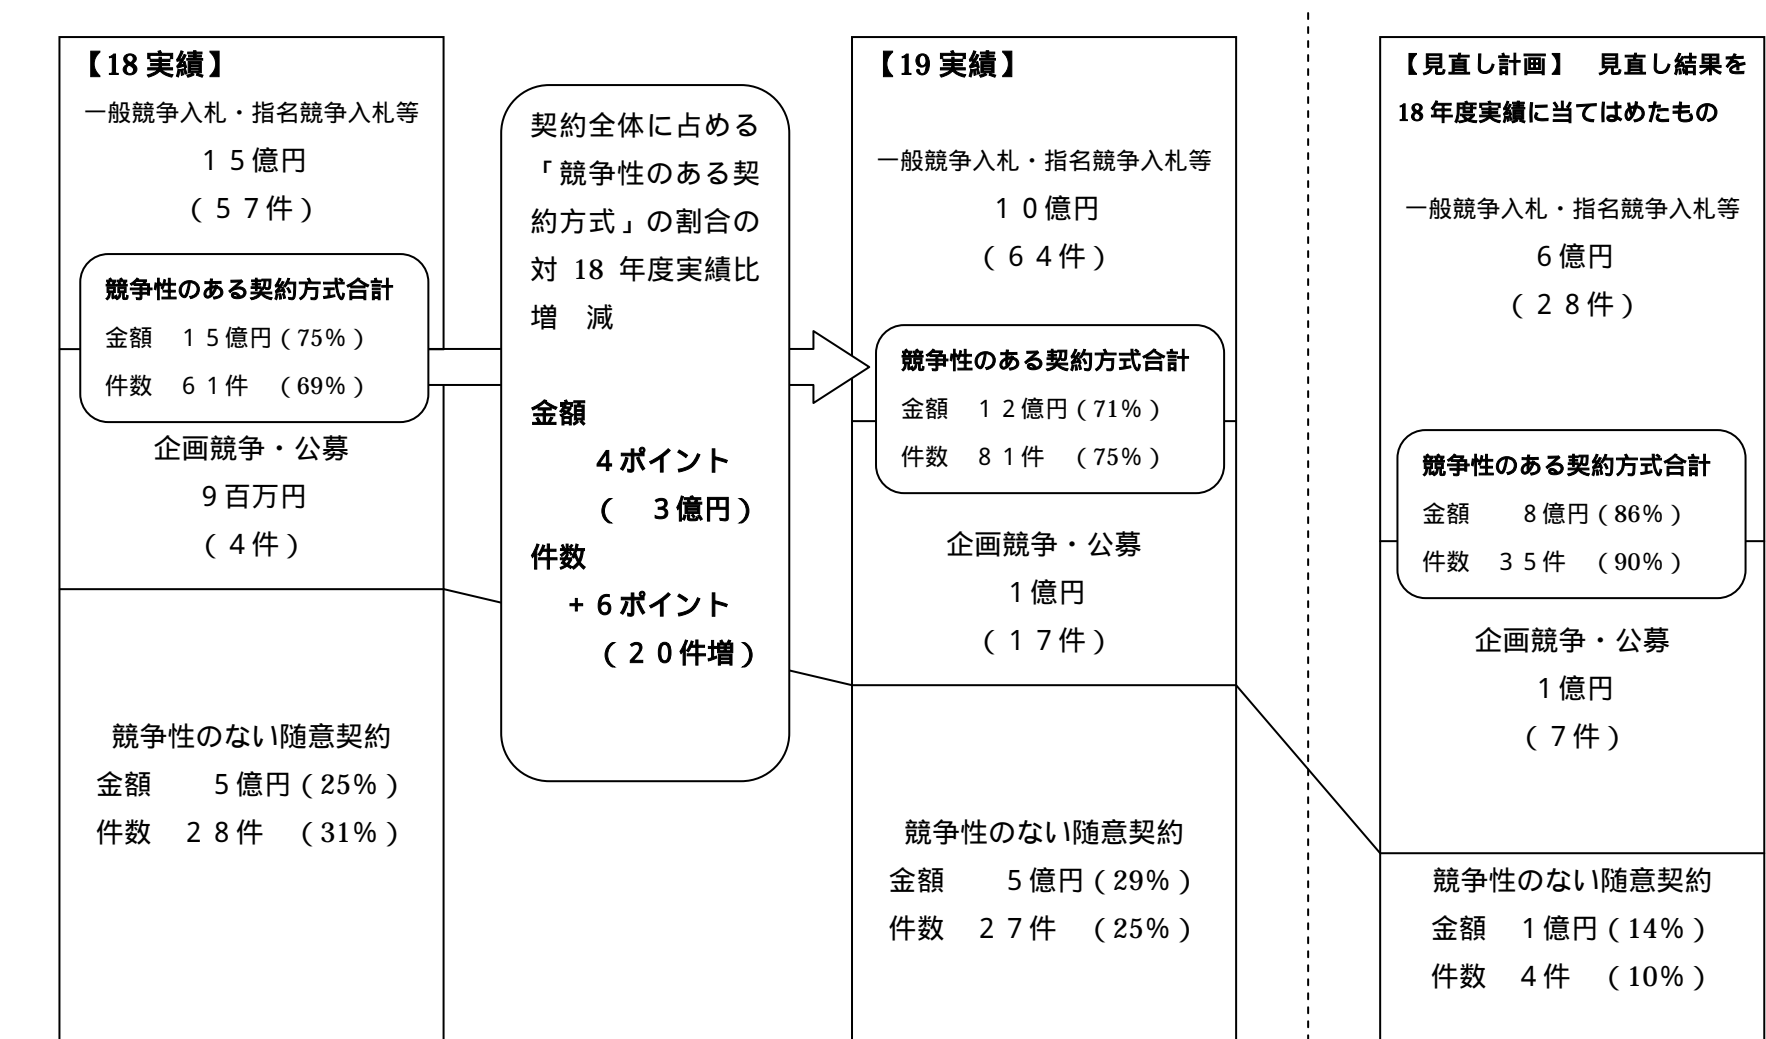 【18 実績】
一般競争入札・指名競争入札等
１５億円
（５７件）
競争性のある契約方式合計
金額　１５億円（75％）
件数　６１件　（69％）
企画競争・公募
９百万円
（４件）
競争性のない随意契約
金額　　５億円（25％）
件数　２８件　（31％）
契約全体に占める
「競争性のある契
約方式」の割合の
対 18 年度実績比
増　減
金額
４ポイント
（　３億円）
件数
+６ポイント
（２０件増）
【19 実績】
一般競争入札・指名競争入札等
１０億円
（６４件）
競争性のある契約方式合計
金額　１２億円（71％）
件数　８１件　（75％）
企画競争・公募
１億円
（１７件）
競争性のない随意契約
金額　　５億円（29％）
件数　２７件　（25％）
【見直し計画】　見直し結果を
18 年度実績に当てはめたもの
一般競争入札・指名競争入札等
６億円
（２８件）
競争性のある契約方式合計
金額　　８億円（86％）
件数　３５件　（90％）
企画競争・公募
１億円
（７件）
競争性のない随意契約
金額　１億円（14％）
件数　４件　（10％）